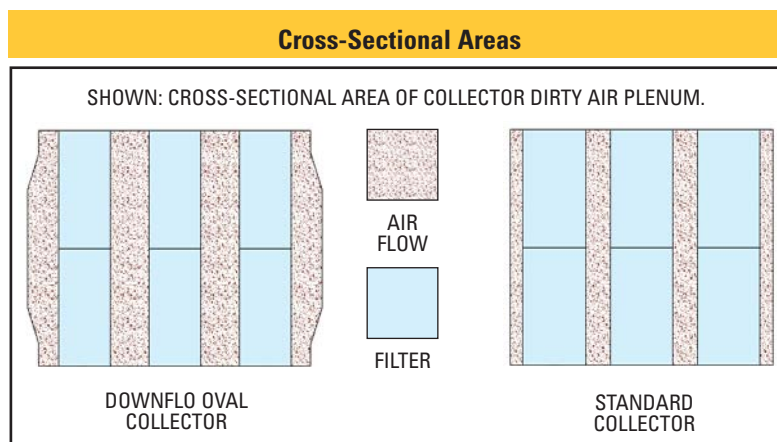 Cross-Sectional Areas
SHOWN: CROSS-SECTIONAL AREA OF COLLECTOR DIRTY AIR PLENUM.
AIR
FLOW
FILTER
DOWNFLO OVAL
COLLECTOR
STANDARD
COLLECTOR